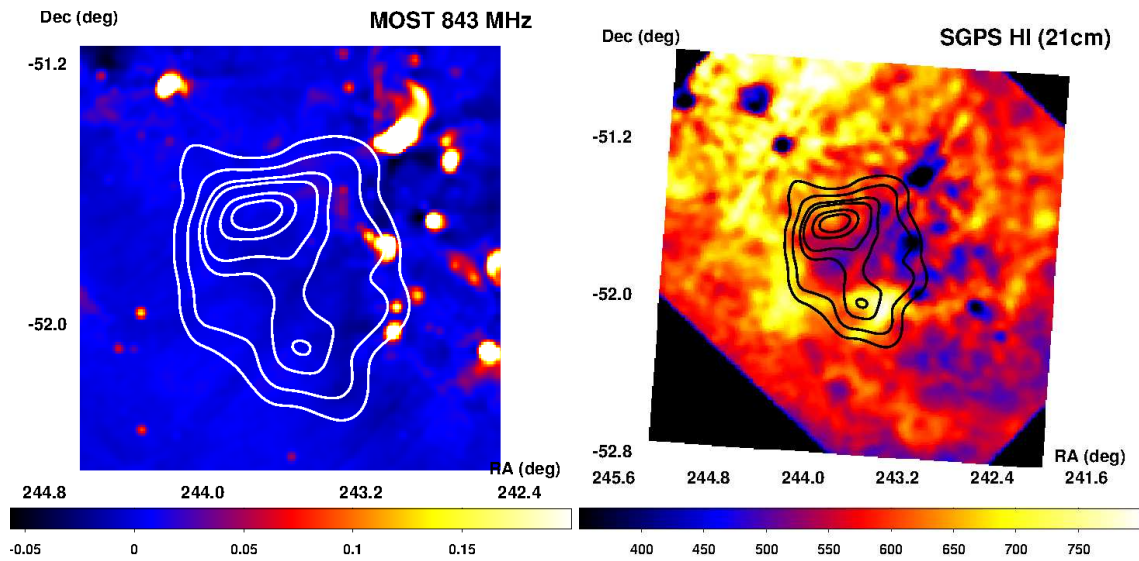 Dec (deg)
MOST 843 MHz
-51.2
-52.0
RA (deg)
244.8 244.0 243.2 242.4
-0.05 0 0.05 0.1 0.15
Dec (deg)
SGPS HI (21cm)
-51.2
-52.0
-52.8
RA (deg)
245.6 244.8 244.0 243.2 242.4 241.6
400 450 500 550 600 650 700 750